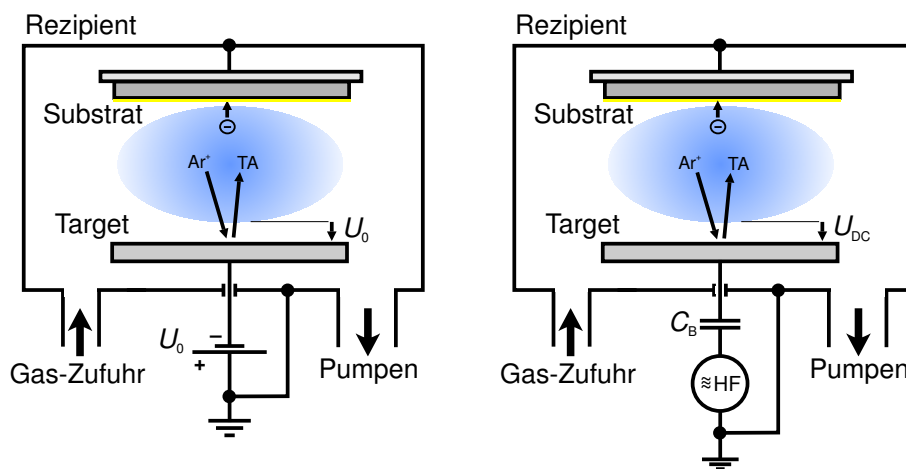 Rezipient
Substrat
⊖
Ar⁺ TA
Target
U₀
U₀
−
+
Gas-Zufuhr
Pumpen
Rezipient
Substrat
⊖
Ar⁺ TA
Target
U_DC
C_B
≋HF
Gas-Zufuhr
Pumpen